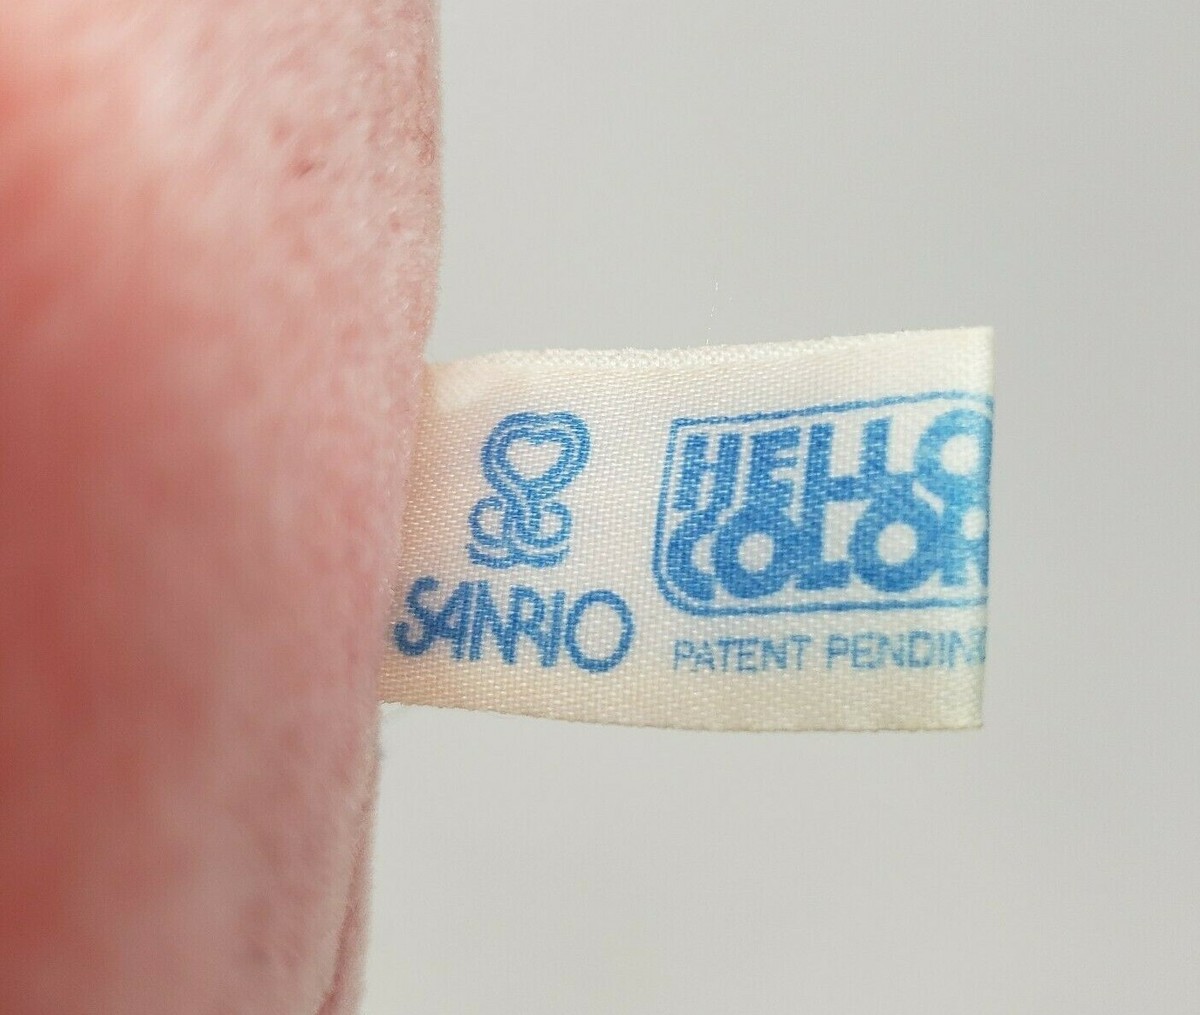 SANRIO
HELLO
COLOR
PATENT PENDING